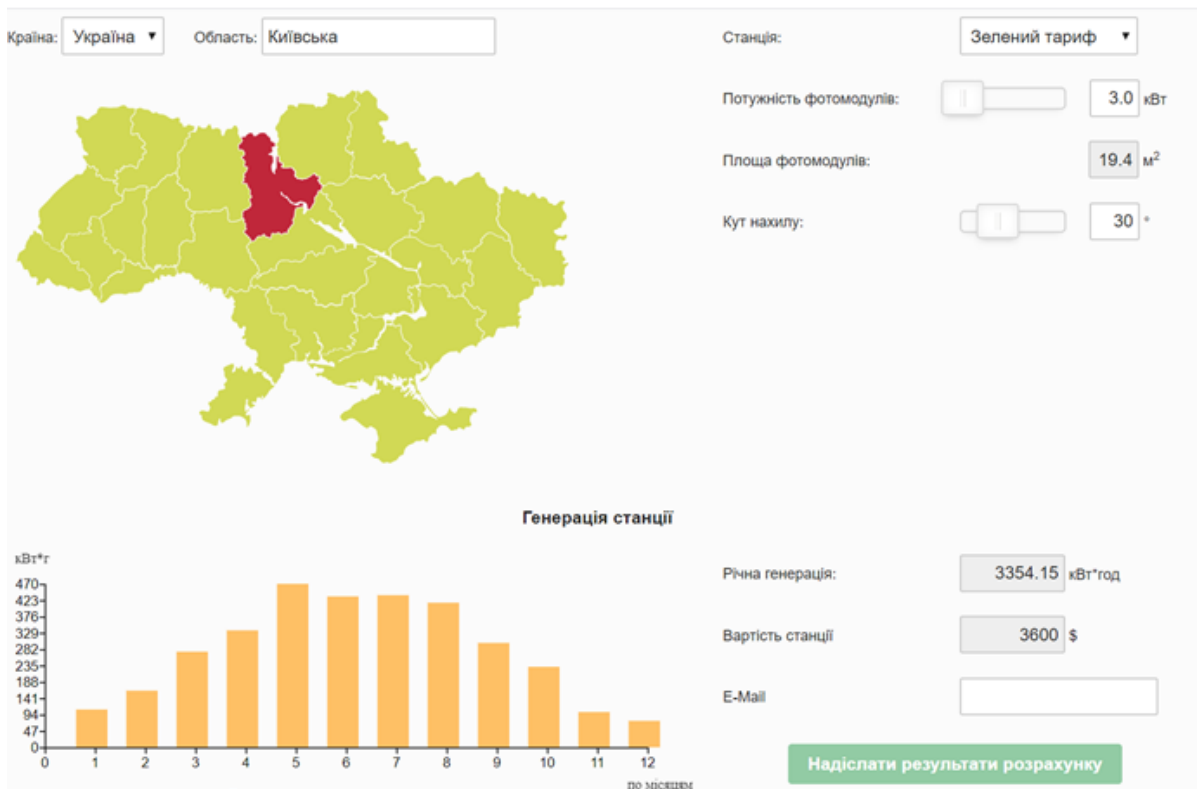 Країна: Україна ▼ Область: Київська
Станція: Зелений тариф ▼
Потужність фотомодулів: 3.0 кВт
Площа фотомодулів: 19.4 м²
Кут нахилу: 30 °
Генерація станції
кВт*г
470
423
376
329
282
235
188
141
94
47
0
0 1 2 3 4 5 6 7 8 9 10 11 12
по місяцям
Річна генерація: 3354.15 кВт*год
Вартість станції 3600 $
E-Mail
Надіслати результати розрахунку